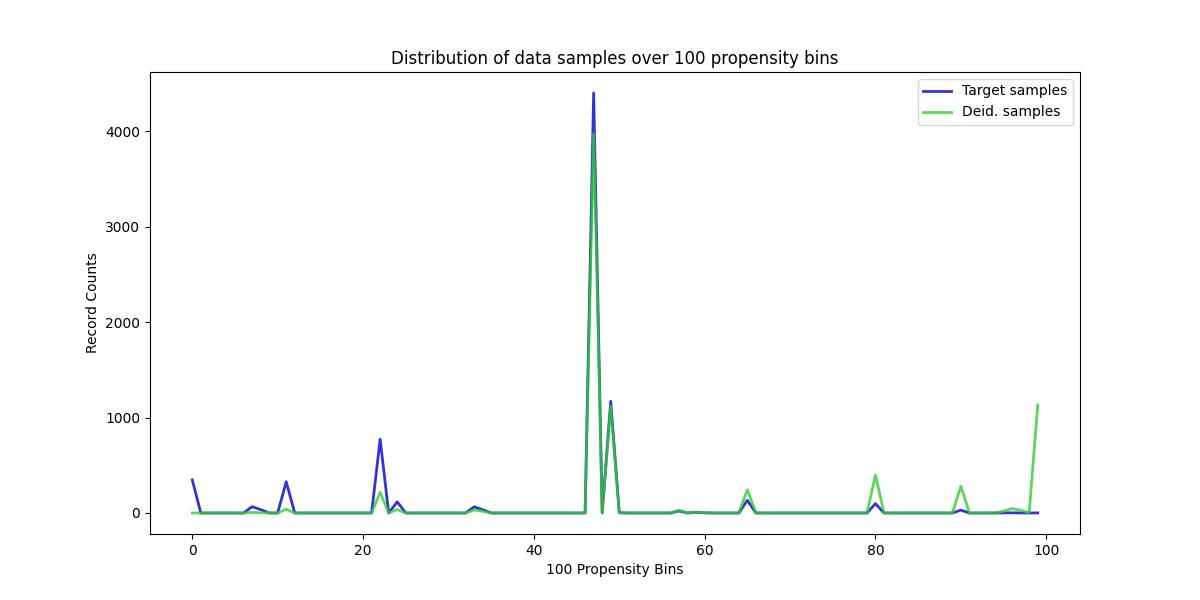 Distribution of data samples over 100 propensity bins
Target samples
Deid. samples
4000
3000
2000
1000
0
Record Counts
0 20 40 60 80 100
100 Propensity Bins